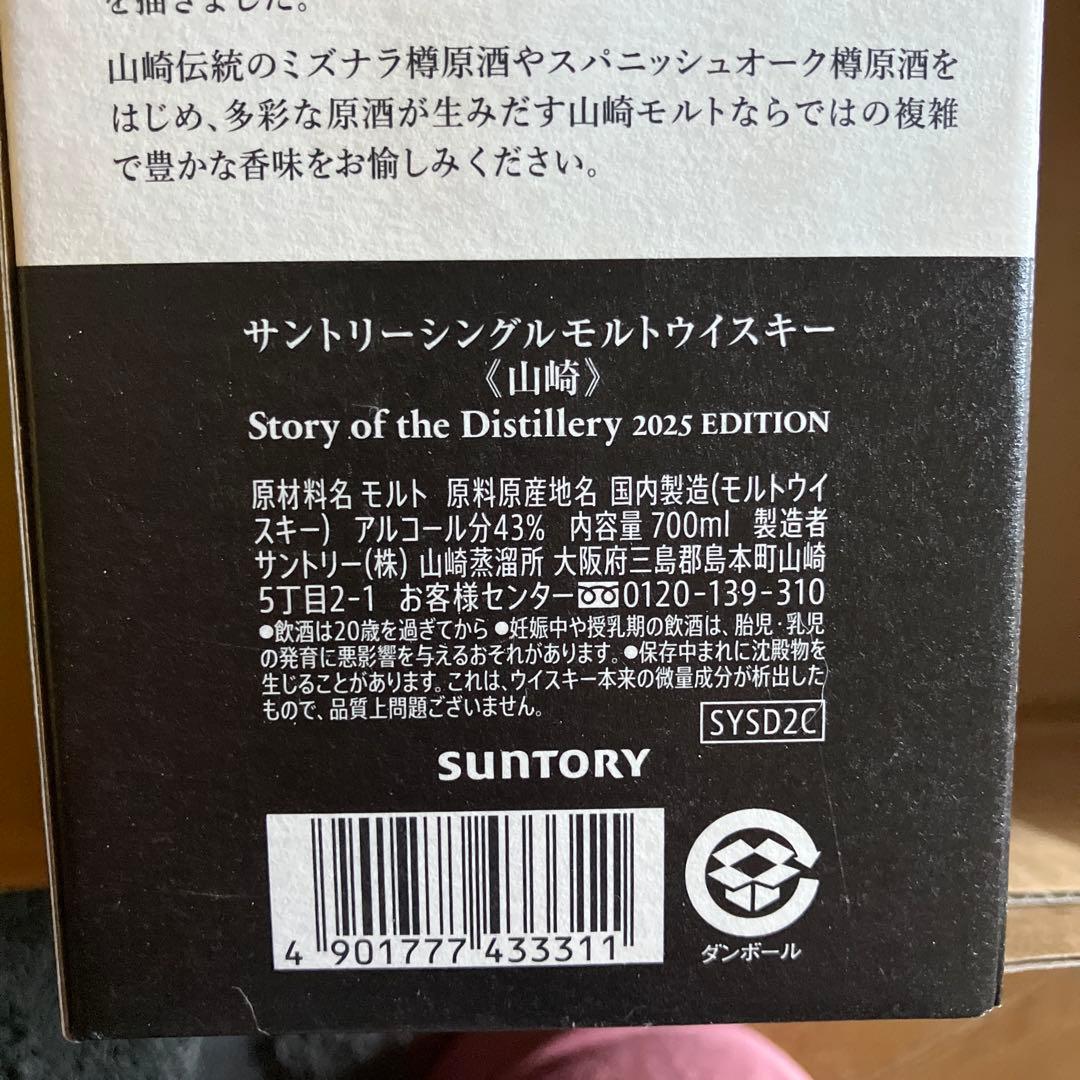 を描きました。
山崎伝統のミズナラ樽原酒やスパニッシュオーク樽原酒を
はじめ、多彩な原酒が生みだす山崎モルトならではの複雑
で豊かな香味をお愉しみください。
サントリーシングルモルトウイスキー
《山崎》
Story of the Distillery 2025 EDITION
原材料名 モルト 原料原産地名 国内製造(モルトウイ
スキー) アルコール分43% 内容量 700ml 製造者
サントリー(株) 山崎蒸溜所 大阪府三島郡島本町山崎
5丁目2-1 お客様センター0120-139-310
●飲酒は20歳を過ぎてから ●妊娠中や授乳期の飲酒は、胎児・乳児
の発育に悪影響を与えるおそれがあります。●保存中まれに沈殿物を
生じることがあります。これは、ウイスキー本来の微量成分が析出した
もので、品質上問題ございません。
SYSD2C
SUNTORY
4 901777 433311
ダンボール